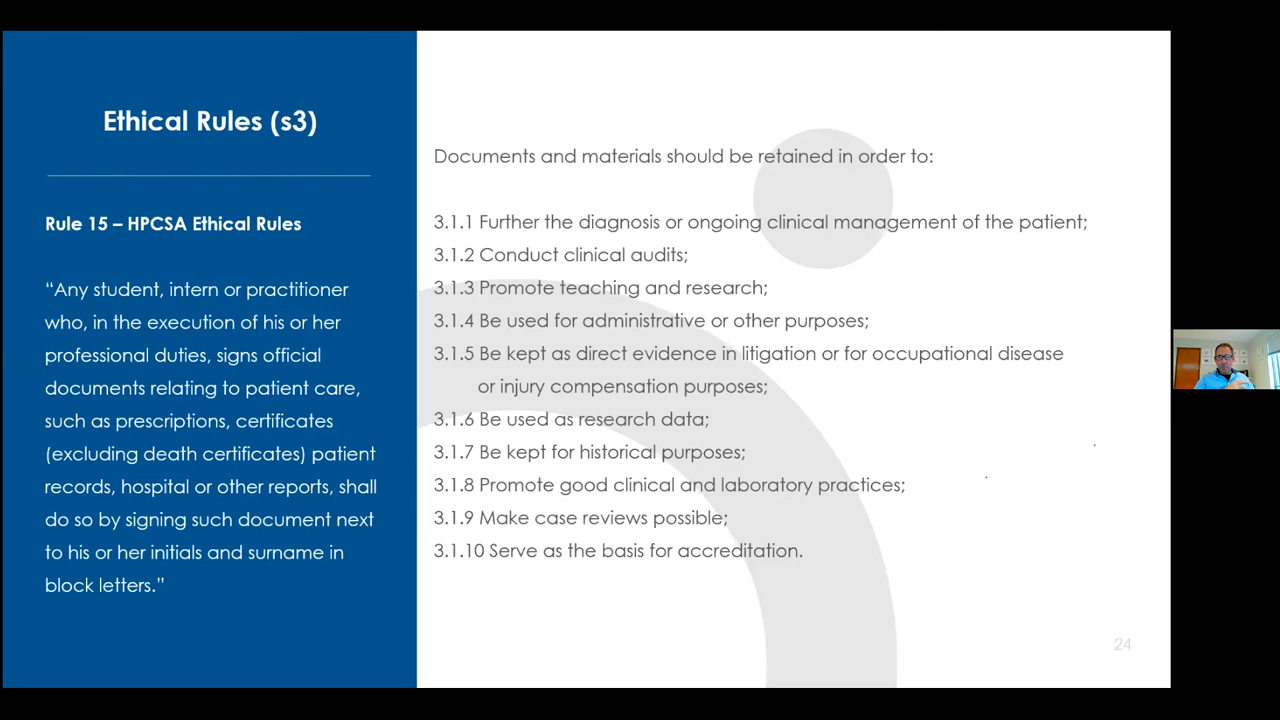 Ethical Rules (s3)
Rule 15 – HPCSA Ethical Rules
“Any student, intern or practitioner
who, in the execution of his or her
professional duties, signs official
documents relating to patient care,
such as prescriptions, certificates
(excluding death certificates) patient
records, hospital or other reports, shall
do so by signing such document next
to his or her initials and surname in
block letters.”
Documents and materials should be retained in order to:
3.1.1 Further the diagnosis or ongoing clinical management of the patient;
3.1.2 Conduct clinical audits;
3.1.3 Promote teaching and research;
3.1.4 Be used for administrative or other purposes;
3.1.5 Be kept as direct evidence in litigation or for occupational disease
or injury compensation purposes;
3.1.6 Be used as research data;
3.1.7 Be kept for historical purposes;
3.1.8 Promote good clinical and laboratory practices;
3.1.9 Make case reviews possible;
3.1.10 Serve as the basis for accreditation.
24